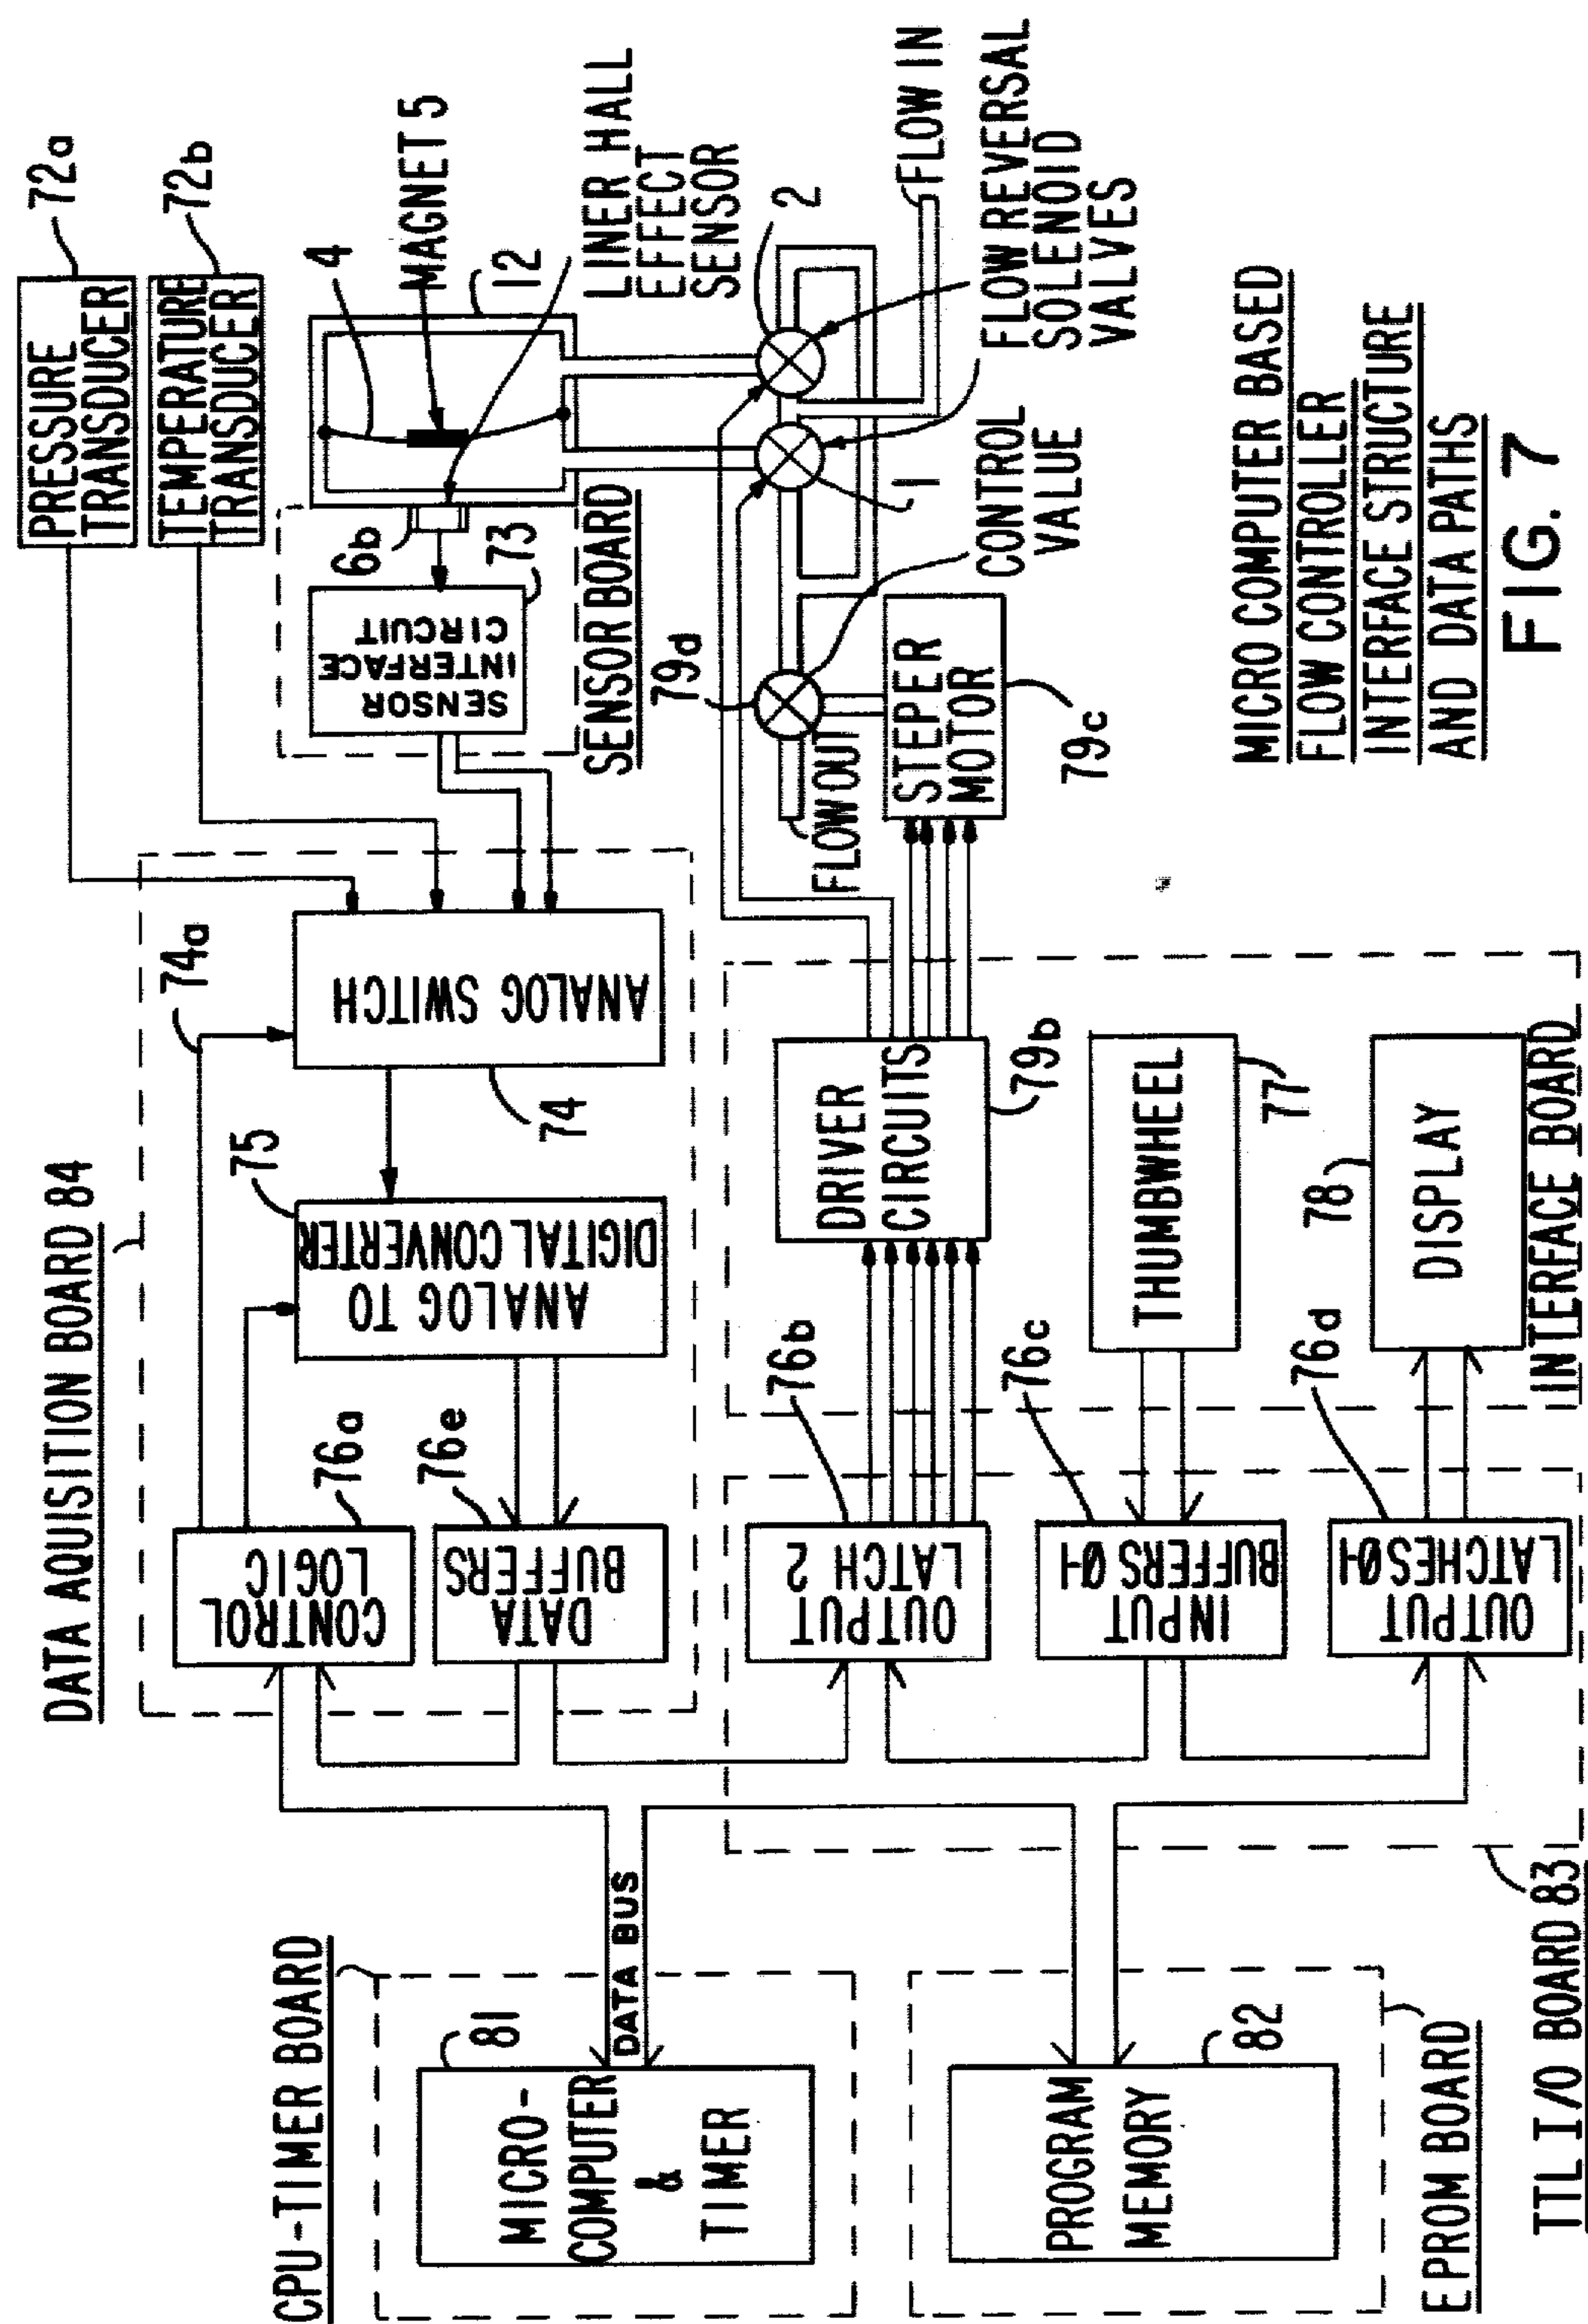 CPU-TIMER BOARD
81
MICRO-
COMPUTER
&
TIMER
DATA BUS
PROGRAM
MEMORY
82
EPROM BOARD
TTL I/O BOARD 83
DATA AQUISITION BOARD 84
CONTROL
LOGIC
76a
DATA
BUFFERS
76e
75
ANALOG TO
DIGITAL CONVERTER
74a
ANALOG SWITCH
74
OUTPUT
LATCH 2
76b
INPUT
BUFFERS 0-1
76c
OUTPUT
LATCHES 0-1
76d
DRIVER
CIRCUITS
79b
THUMBWHEEL
77
78
DISPLAY
INTERFACE BOARD
PRESSURE
TRANSDUCER
72a
TEMPERATURE
TRANSDUCER
72b
SENSOR
INTERFACE
CIRCUIT
73
6b
SENSOR BOARD
4
MAGNET 5
12
LINER HALL
EFFECT
SENSOR
79d
FLOW OUT
STEPER
MOTOR
79c
CONTROL
VALUE
1
2
FLOW IN
FLOW REVERSAL
SOLENOID
VALVES
MICRO COMPUTER BASED
FLOW CONTROLLER
INTERFACE STRUCTURE
AND DATA PATHS
FIG. 7